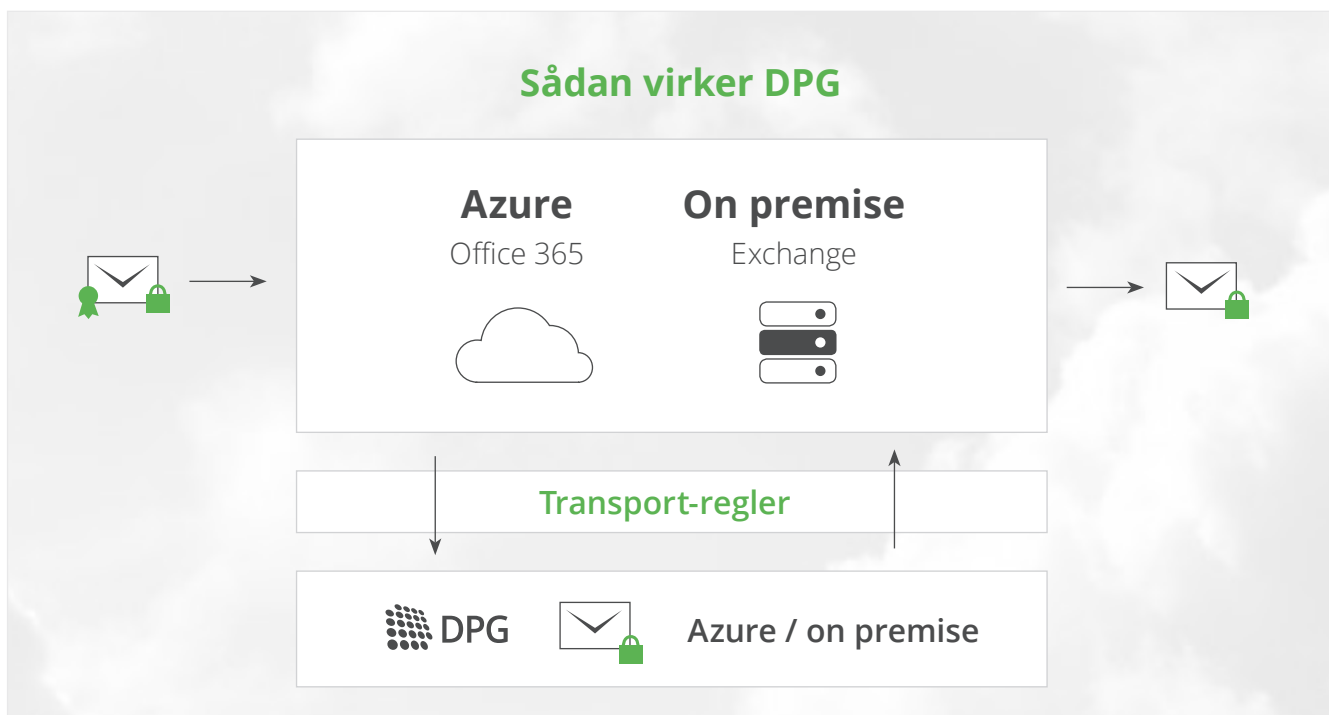 Sådan virker DPG
Azure
Office 365
On premise
Exchange
Transport-regler
DPG
Azure / on premise